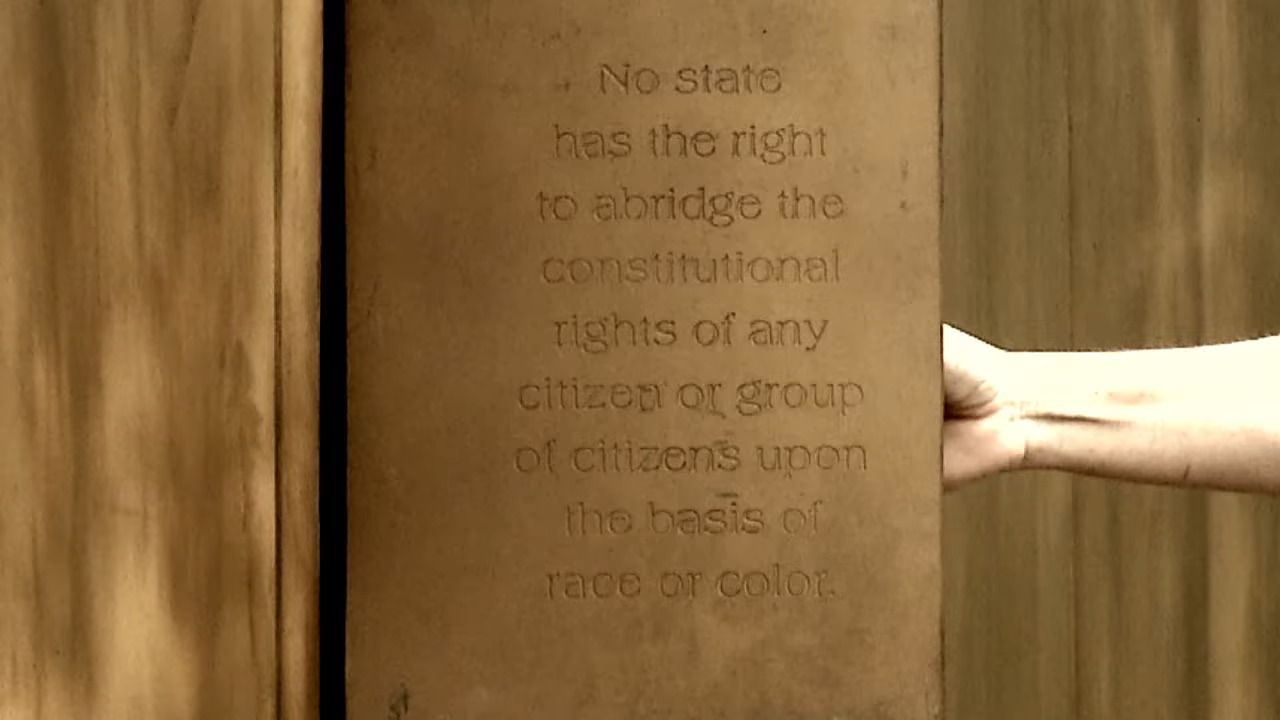 No state
has the right
to abridge the
constitutional
rights of any
citizen or group
of citizens upon
the basis of
race or color.